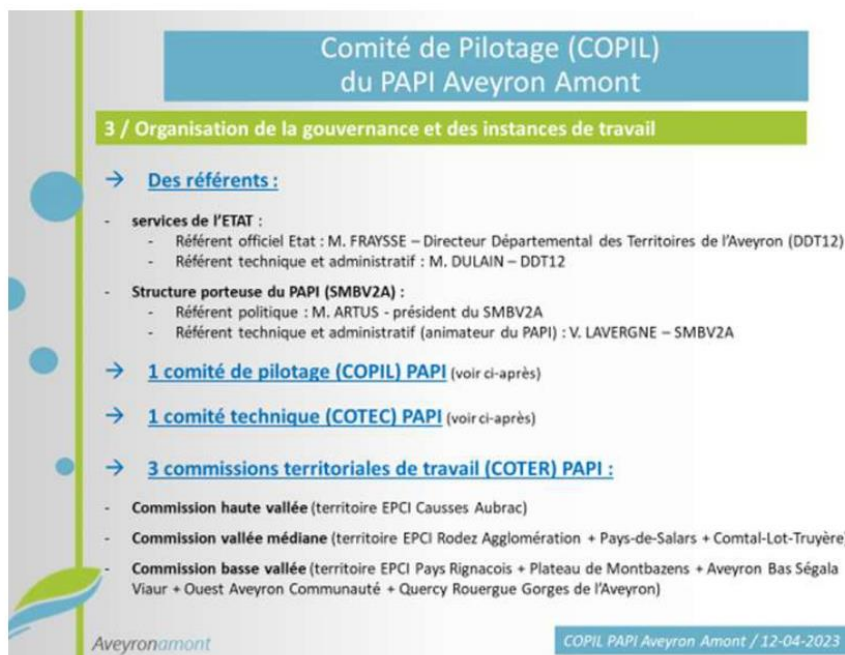 Comité de Pilotage (COPIL)
du PAPI Aveyron Amont
3 / Organisation de la gouvernance et des instances de travail
→ Des référents :
- services de l'ETAT :
- Référent officiel Etat : M. FRAYSSE – Directeur Départemental des Territoires de l'Aveyron (DDT12)
- Référent technique et administratif : M. DULAIN – DDT12
- Structure porteuse du PAPI (SMBV2A) :
- Référent politique : M. ARTUS - président du SMBV2A
- Référent technique et administratif (animateur du PAPI) : V. LAVERGNE – SMBV2A
→ 1 comité de pilotage (COPIL) PAPI (voir ci-après)
→ 1 comité technique (COTEC) PAPI (voir ci-après)
→ 3 commissions territoriales de travail (COTER) PAPI :
- Commission haute vallée (territoire EPCI Causses Aubrac)
- Commission vallée médiane (territoire EPCI Rodez Agglomération + Pays-de-Salars + Comtal-Lot-Truyère)
- Commission basse vallée (territoire EPCI Pays Rignacois + Plateau de Montbazens + Aveyron Bas Ségala
Viaur + Ouest Aveyron Communauté + Quercy Rouergue Gorges de l'Aveyron)
Aveyronamont
COPIL PAPI Aveyron Amont / 12-04-2023